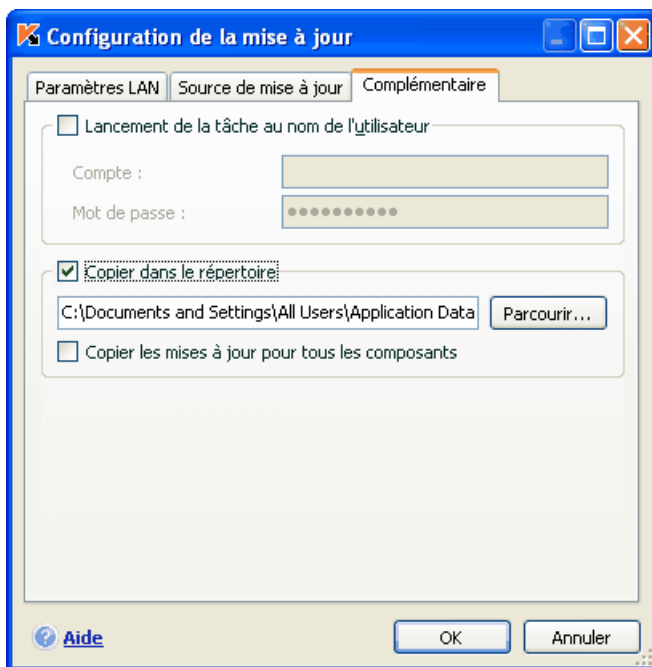 Configuration de la mise à jour
Paramètres LAN Source de mise à jour Complémentaire
Lancement de la tâche au nom de l'utilisateur
Compte :
Mot de passe :
Copier dans le répertoire
C:\Documents and Settings\All Users\Application Data Parcourir...
Copier les mises à jour pour tous les composants
Aide OK Annuler